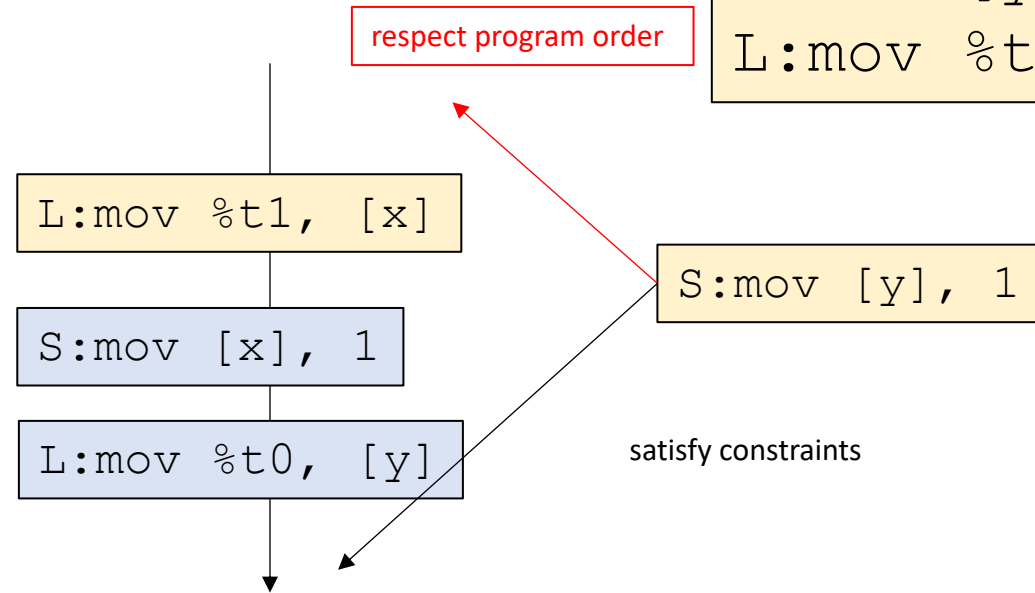 respect program order
L:mov %t
L:mov %t1, [x]
S:mov [y], 1
S:mov [x], 1
L:mov %t0, [y]
satisfy constraints